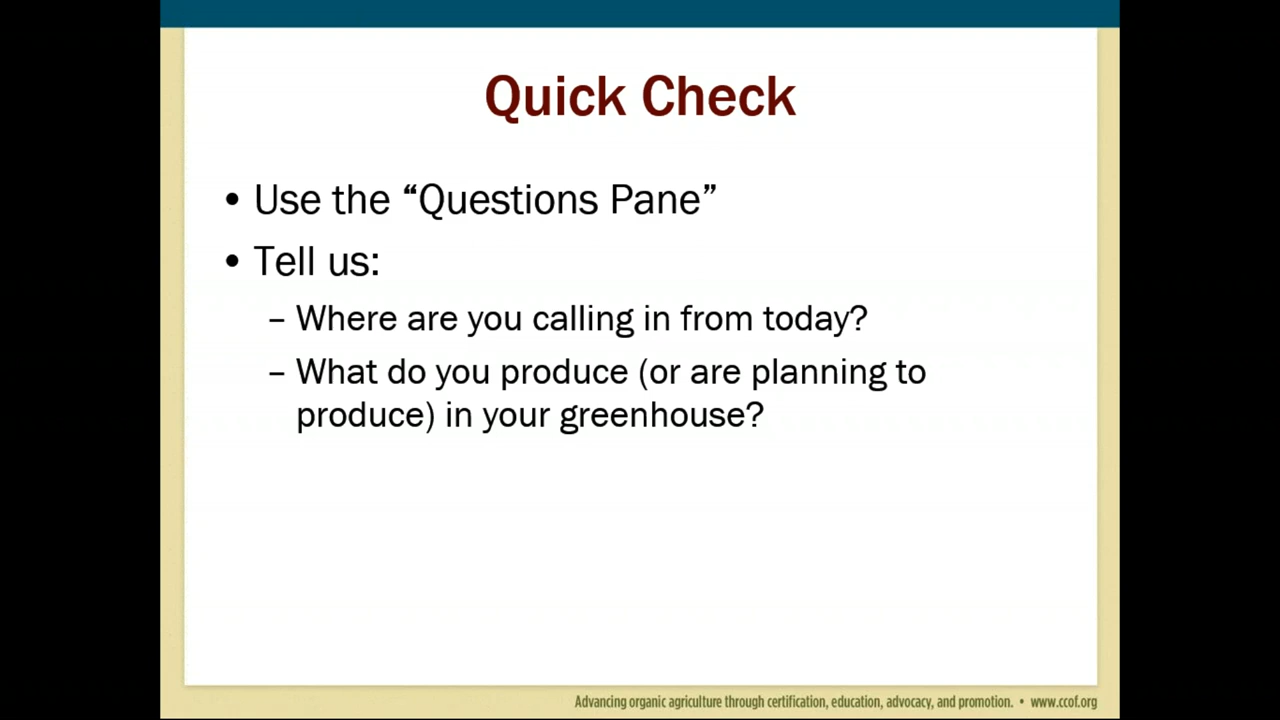 Quick Check
• Use the “Questions Pane”
• Tell us:
– Where are you calling in from today?
– What do you produce (or are planning to
produce) in your greenhouse?
Advancing organic agriculture through certification, education, advocacy, and promotion. • www.ccof.org